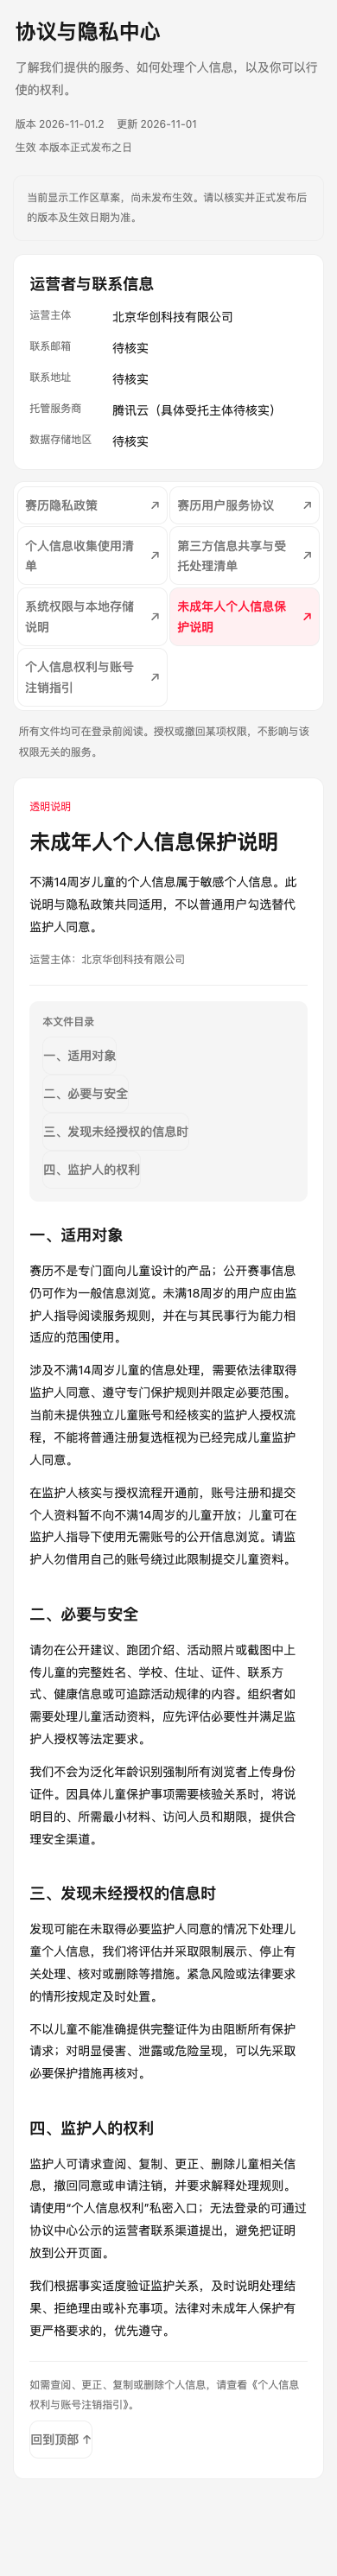 协议与隐私中心
了解我们提供的服务、如何处理个人信息，以及你可以行
使的权利。
版本 2026-11-01.2 更新 2026-11-01
生效 本版本正式发布之日
当前显示工作区草案，尚未发布生效。请以核实并正式发布后
的版本及生效日期为准。
运营者与联系信息
运营主体 北京华创科技有限公司
联系邮箱 待核实
联系地址 待核实
托管服务商 腾讯云（具体受托主体待核实）
数据存储地区 待核实
赛历隐私政策 ↗ 赛历用户服务协议 ↗
个人信息收集使用清
单 ↗
第三方信息共享与受
托处理清单 ↗
系统权限与本地存储
说明 ↗
未成年人个人信息保
护说明 ↗
个人信息权利与账号
注销指引 ↗
所有文件均可在登录前阅读。授权或撤回某项权限，不影响与该
权限无关的服务。
透明说明
未成年人个人信息保护说明
不满14周岁儿童的个人信息属于敏感个人信息。此
说明与隐私政策共同适用，不以普通用户勾选替代
监护人同意。
运营主体：北京华创科技有限公司
本文件目录
一、适用对象
二、必要与安全
三、发现未经授权的信息时
四、监护人的权利
一、适用对象
赛历不是专门面向儿童设计的产品；公开赛事信息
仍可作为一般信息浏览。未满18周岁的用户应由监
护人指导阅读服务规则，并在与其民事行为能力相
适应的范围使用。
涉及不满14周岁儿童的信息处理，需要依法律取得
监护人同意、遵守专门保护规则并限定必要范围。
当前未提供独立儿童账号和经核实的监护人授权流
程，不能将普通注册复选框视为已经完成儿童监护
人同意。
在监护人核实与授权流程开通前，账号注册和提交
个人资料暂不向不满14周岁的儿童开放；儿童可在
监护人指导下使用无需账号的公开信息浏览。请监
护人勿借用自己的账号绕过此限制提交儿童资料。
二、必要与安全
请勿在公开建议、跑团介绍、活动照片或截图中上
传儿童的完整姓名、学校、住址、证件、联系方
式、健康信息或可追踪活动规律的内容。组织者如
需要处理儿童活动资料，应先评估必要性并满足监
护人授权等法定要求。
我们不会为泛化年龄识别强制所有浏览者上传身份
证件。因具体儿童保护事项需要核验关系时，将说
明目的、所需最小材料、访问人员和期限，提供合
理安全渠道。
三、发现未经授权的信息时
发现可能在未取得必要监护人同意的情况下处理儿
童个人信息，我们将评估并采取限制展示、停止有
关处理、核对或删除等措施。紧急风险或法律要求
的情形按规定及时处置。
不以儿童不能准确提供完整证件为由阻断所有保护
请求；对明显侵害、泄露或危险呈现，可以先采取
必要保护措施再核对。
四、监护人的权利
监护人可请求查阅、复制、更正、删除儿童相关信
息，撤回同意或申请注销，并要求解释处理规则。
请使用“个人信息权利”私密入口；无法登录的可通过
协议中心公示的运营者联系渠道提出，避免把证明
放到公开页面。
我们根据事实适度验证监护关系，及时说明处理结
果、拒绝理由或补充事项。法律对未成年人保护有
更严格要求的，优先遵守。
如需查阅、更正、复制或删除个人信息，请查看《个人信息
权利与账号注销指引》。
回到顶部 ↑